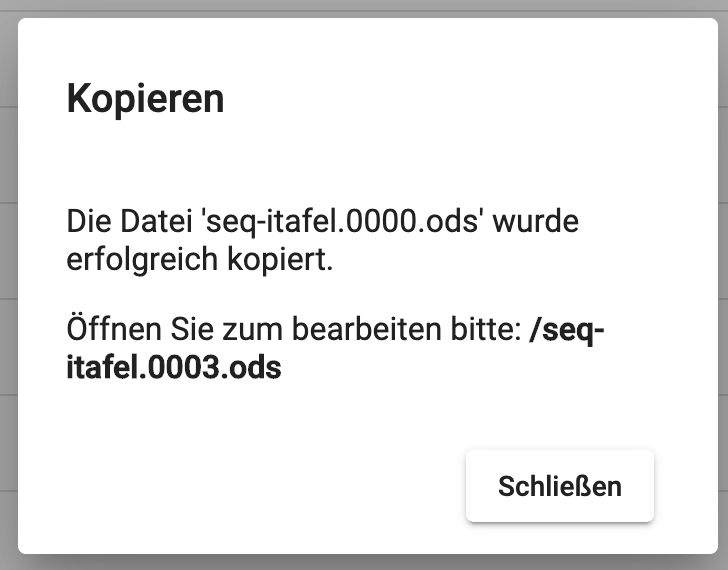 Kopieren
Die Datei 'seq-itafel.0000.ods' wurde
erfolgreich kopiert.
Öffnen Sie zum bearbeiten bitte: /seq-
itafel.0003.ods
Schließen